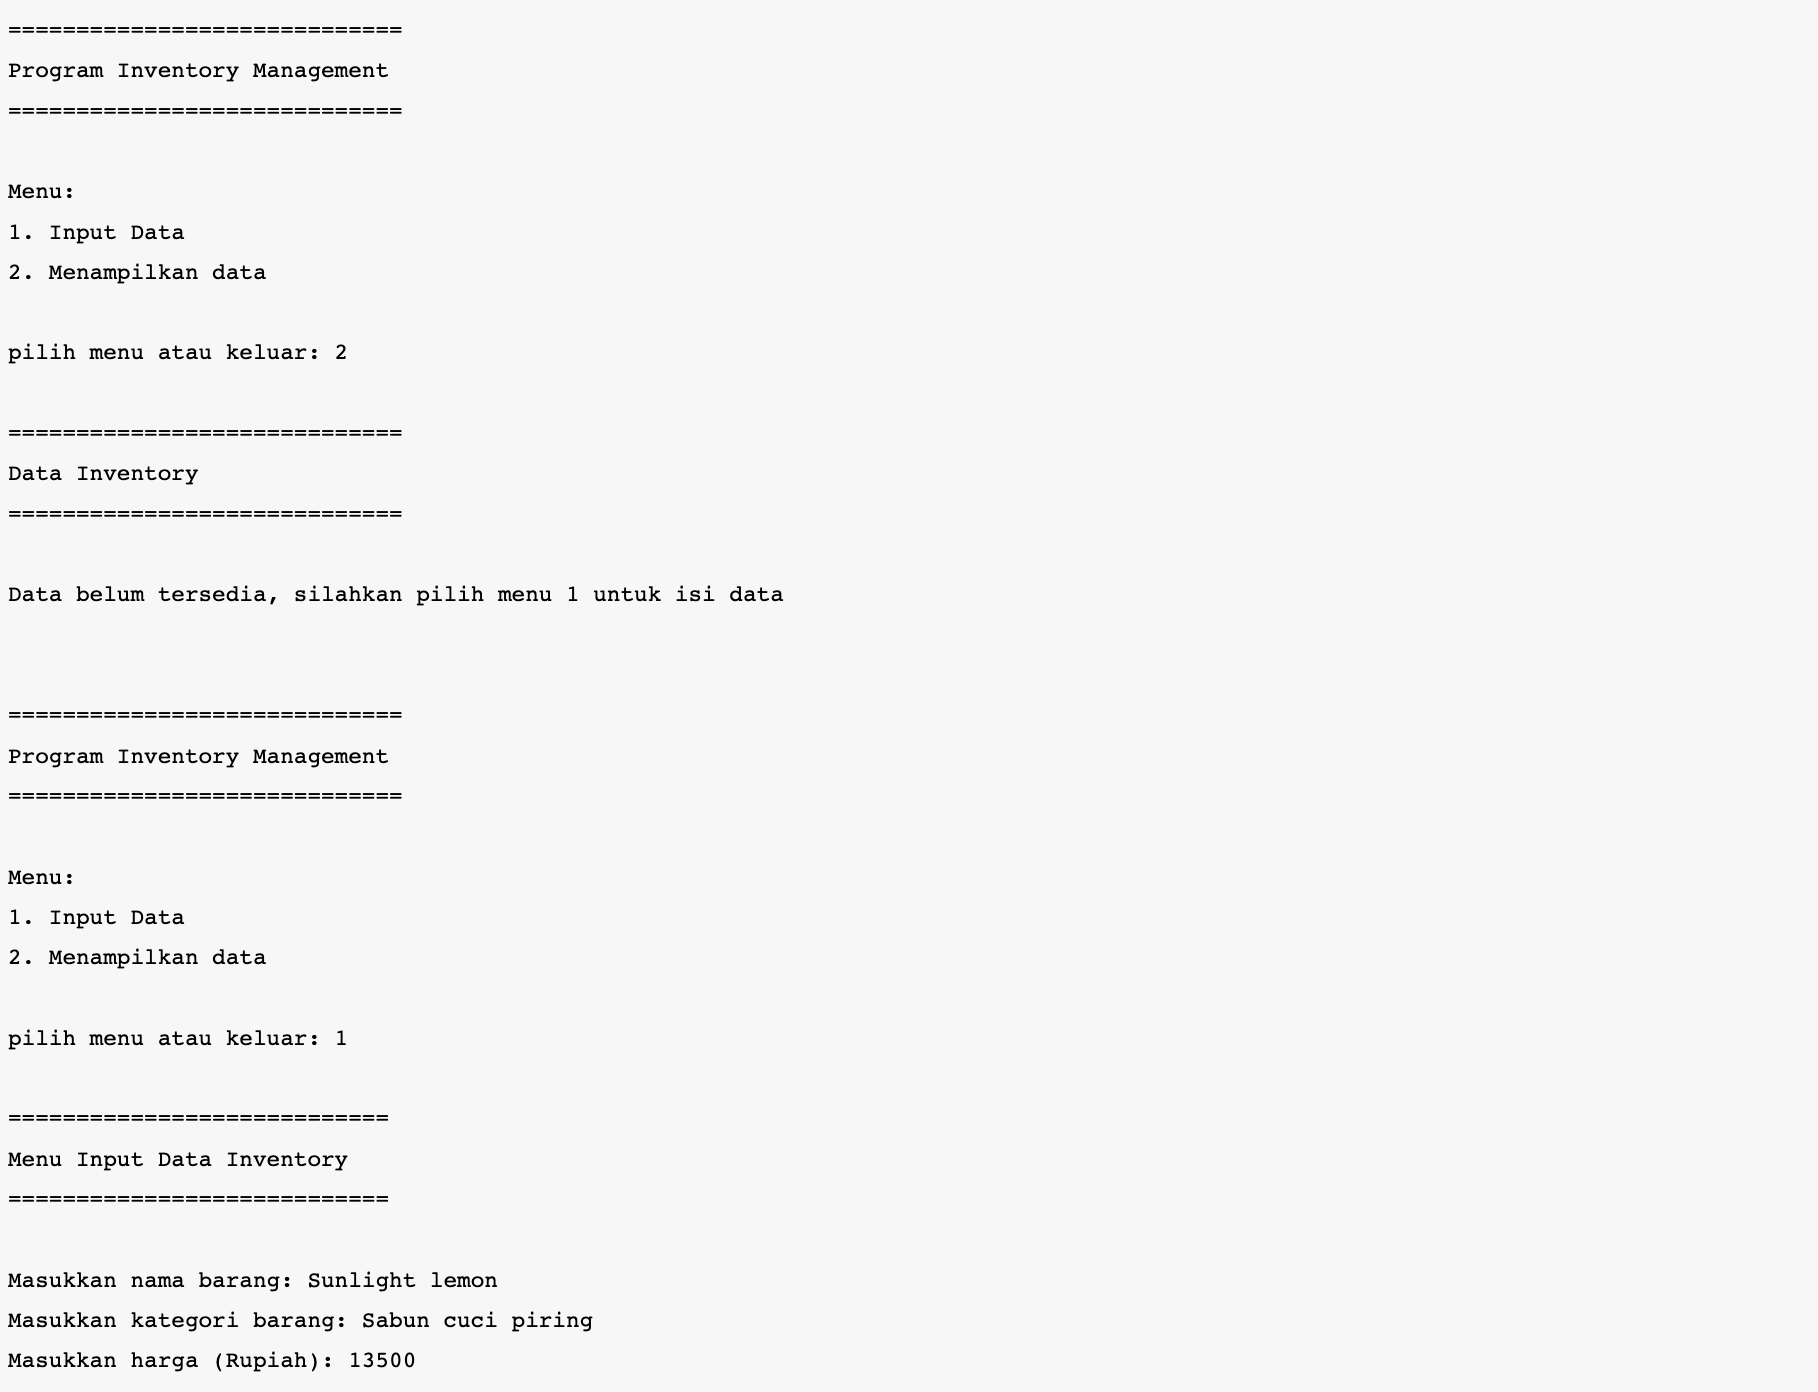 =============================
Program Inventory Management
=============================
Menu:
1. Input Data
2. Menampilkan data
pilih menu atau keluar: 2
=============================
Data Inventory
=============================
Data belum tersedia, silahkan pilih menu 1 untuk isi data
=============================
Program Inventory Management
=============================
Menu:
1. Input Data
2. Menampilkan data
pilih menu atau keluar: 1
============================
Menu Input Data Inventory
============================
Masukkan nama barang: Sunlight lemon
Masukkan kategori barang: Sabun cuci piring
Masukkan harga (Rupiah): 13500